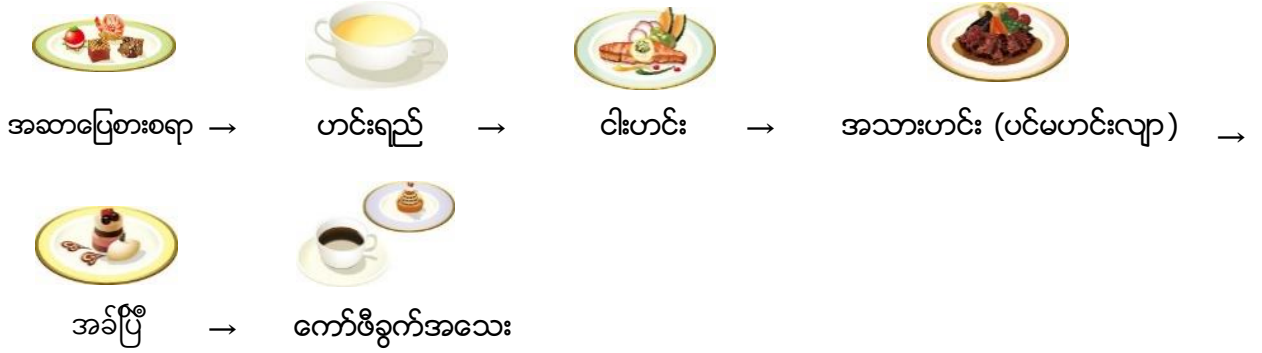 အဆာပြေစားစရာ → ဟင်းရည် → ငါးဟင်း → အသားဟင်း (ပင်မဟင်းလျာ) →
အချိုပွဲ → ကော်ဖီခွက်အသေး